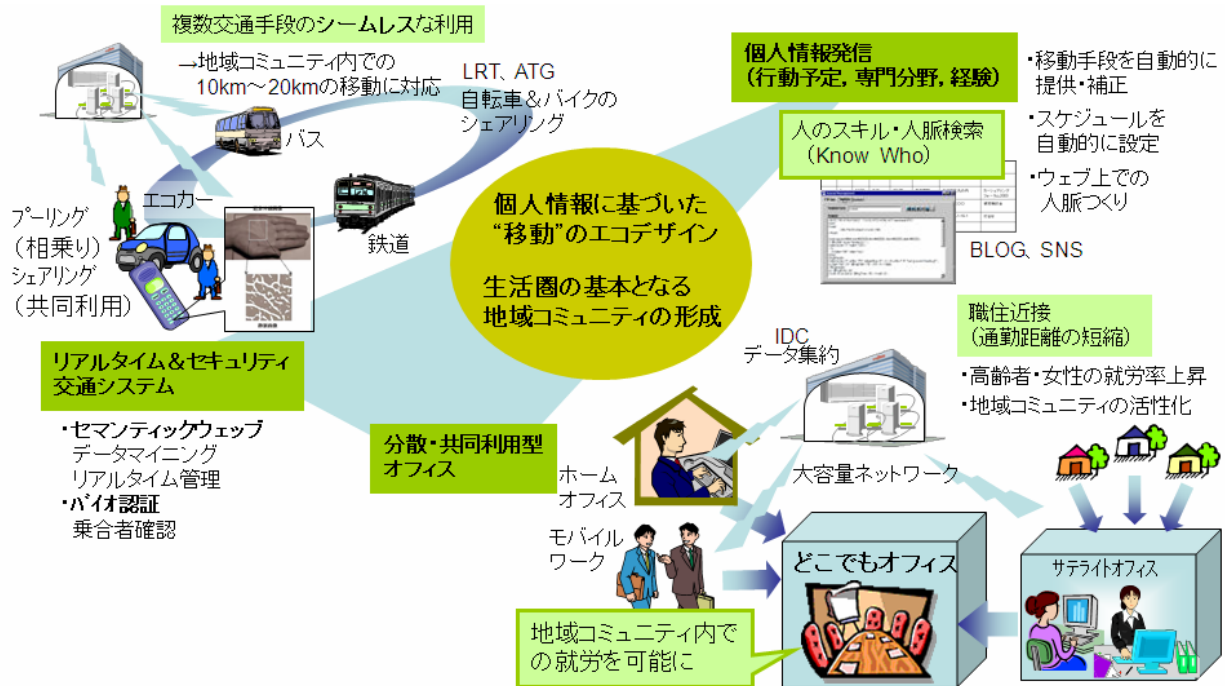 複数交通手段のシームレスな利用
→地域コミュニティ内での
10km～20kmの移動に対応
バス
LRT、ATG
自転車＆バイクの
シェアリング
エコカー
鉄道
プーリング
（相乗り）
シェアリング
（共同利用）
リアルタイム＆セキュリティ
交通システム
・セマンティックウェッブ
データマイニング
リアルタイム管理
・バイオ認証
乗合者確認
個人情報に基づいた
“移動”のエコデザイン
生活圏の基本となる
地域コミュニティの形成
個人情報発信
（行動予定，専門分野，経験）
人のスキル・人脈検索
（Know Who）
・移動手段を自動的に
提供・補正
・スケジュールを
自動的に設定
・ウェブ上での
人脈つくり
BLOG、SNS
職住近接
（通勤距離の短縮）
・高齢者・女性の就労率上昇
・地域コミュニティの活性化
IDC
データ集約
大容量ネットワーク
分散・共同利用型
オフィス
ホーム
オフィス
モバイル
ワーク
どこでもオフィス
サテライトオフィス
地域コミュニティ内で
の就労を可能に